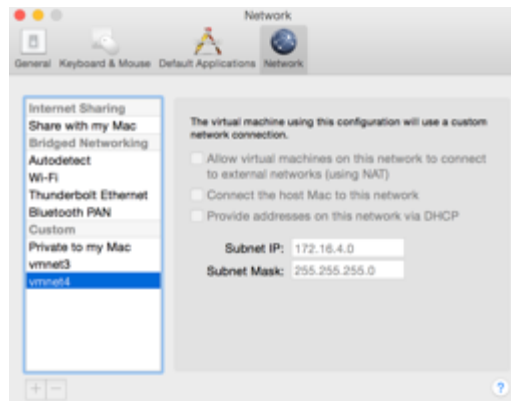 Network
General
Keyboard & Mouse
Default Applications
Network
Internet Sharing
Share with my Mac
Bridged Networking
Autodetect
Wi-Fi
Thunderbolt Ethernet
Bluetooth PAN
Custom
Private to my Mac
vmnet3
vmnet4
The virtual machine using this configuration will use a custom
network connection.
Allow virtual machines on this network to connect
to external networks (using NAT)
Connect the host Mac to this network
Provide addresses on this network via DHCP
Subnet IP: 172.16.4.0
Subnet Mask: 255.255.255.0
+ −
?